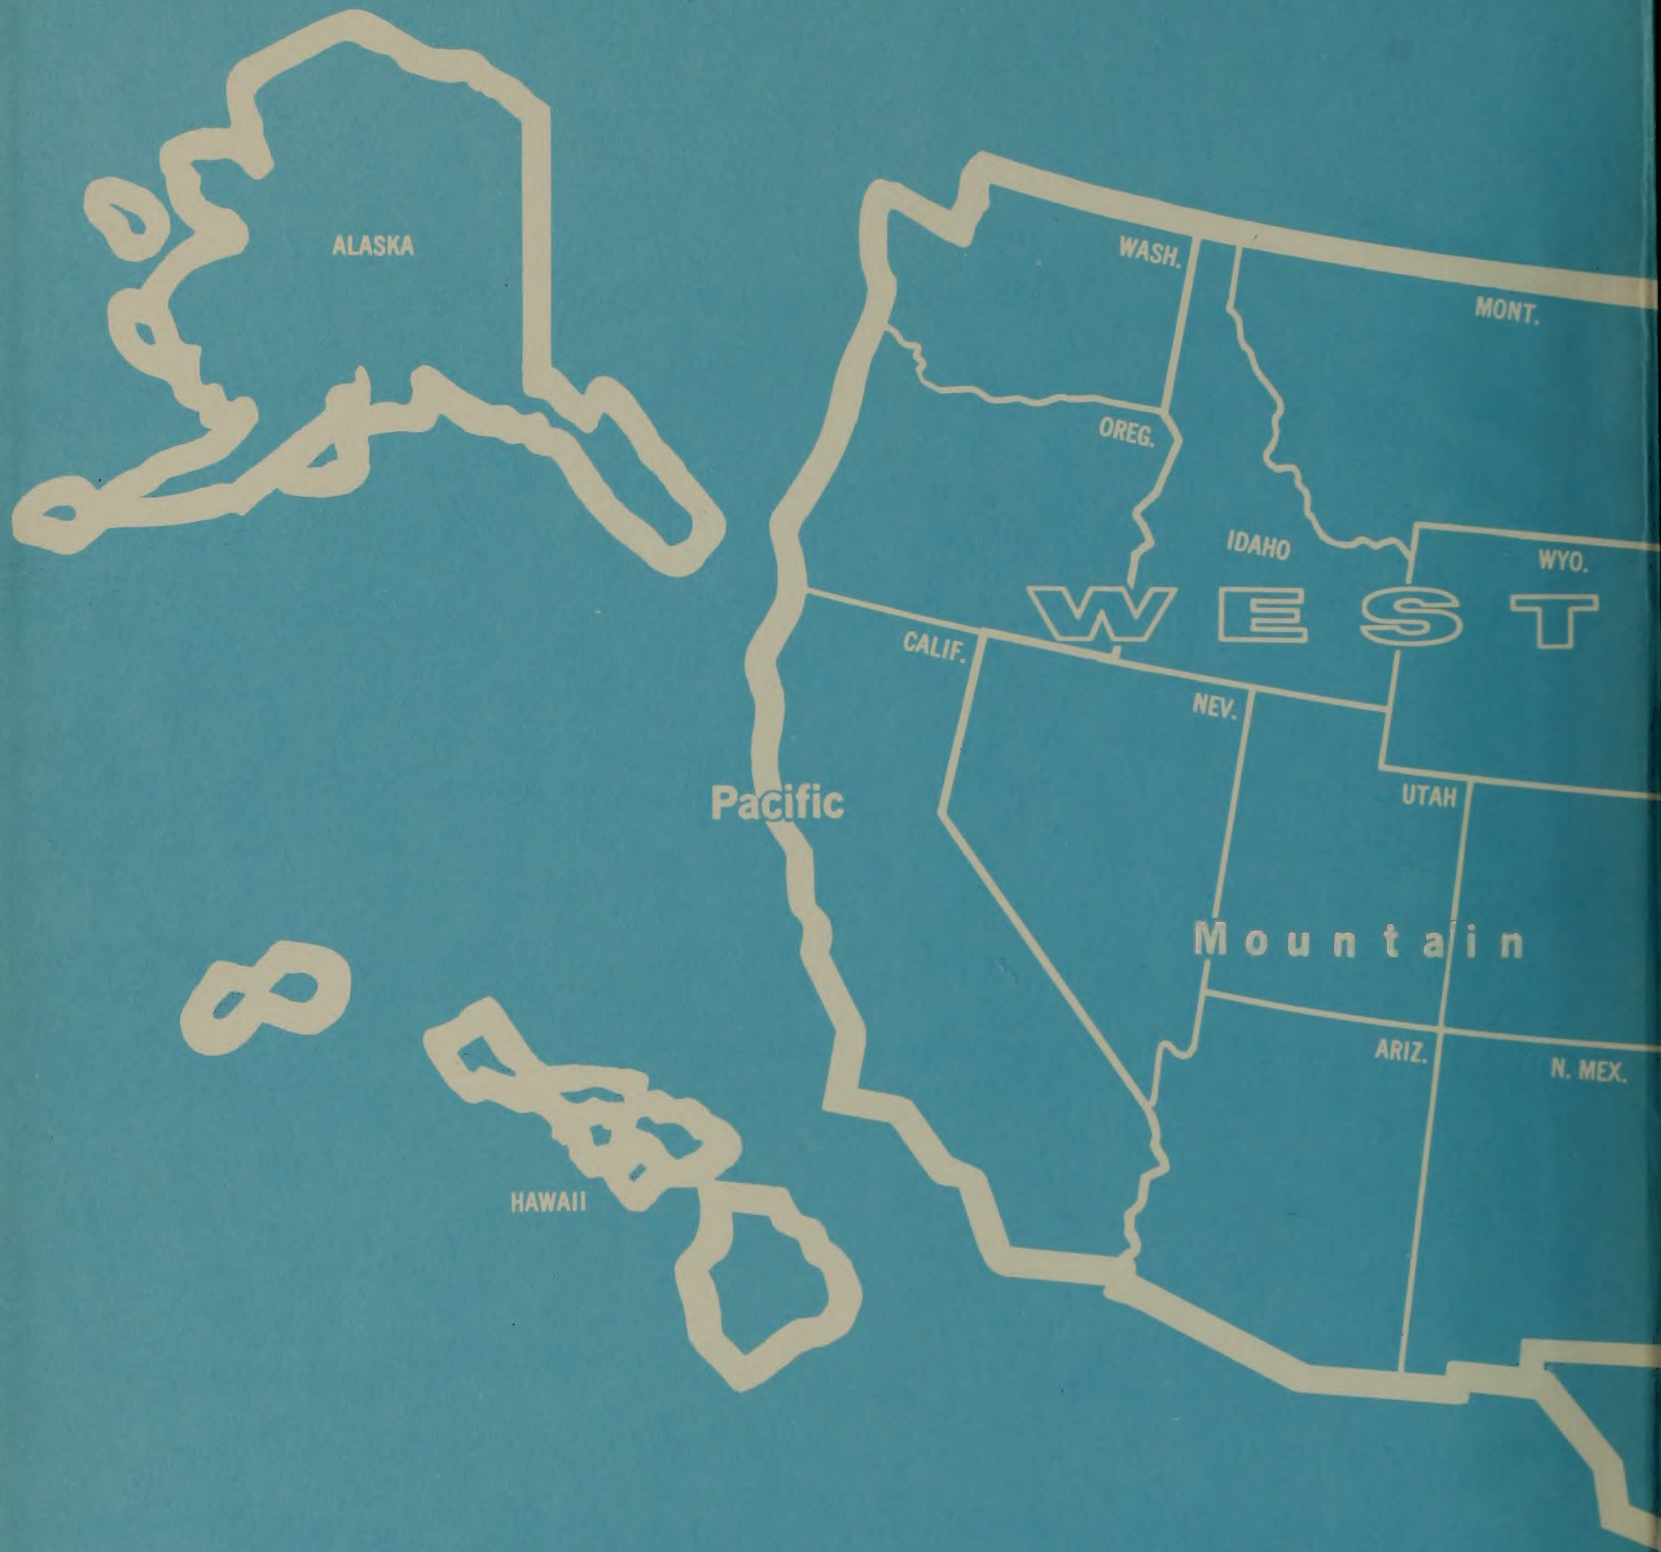 ALASKA
WASH.
MONT.
OREG.
IDAHO
WYO.
WEST
CALIF.
NEV.
Pacific
UTAH
Mountain
ARIZ.
N. MEX.
HAWAII